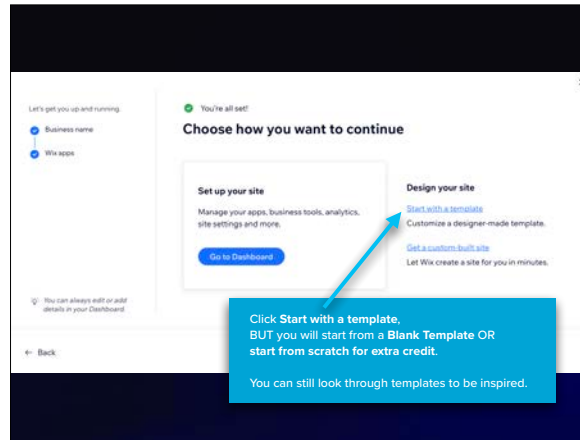 Let's get you up and running.
Business name
Wix apps
You're all set!
Choose how you want to continue
Set up your site
Manage your apps, business tools, analytics,
site settings and more.
Go to Dashboard
Design your site
Start with a template
Customize a designer-made template.
Get a custom-built site
Let Wix create a site for you in minutes.
You can always edit or add
details in your Dashboard.
← Back
Click Start with a template,
BUT you will start from a Blank Template OR
start from scratch for extra credit.
You can still look through templates to be inspired.